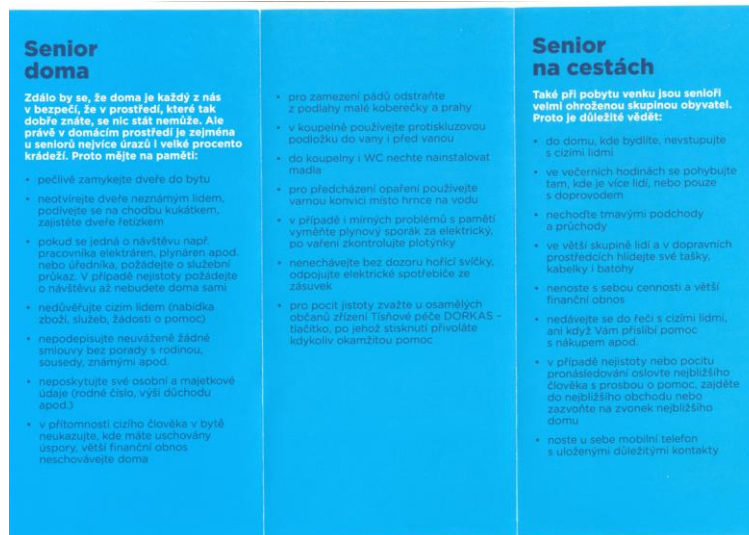 Senior
doma
Zdálo by se, že doma je každý z nás
v bezpečí, že v prostředí, které tak
dobře znáte, se nic stát nemůže. Ale
právě v domácím prostředí je zejména
u seniorů nejvíce úrazů i velké procento
krádeží. Proto mějte na paměti:
• pečlivě zamykejte dveře do bytu
• neotvírejte dveře neznámým lidem,
podívejte se na chodbu kukátkem,
zajistěte dveře řetízkem
• pokud se jedná o návštěvu např.
pracovníka elektráren, plynáren apod.
nebo úředníka, požádejte o služební
průkaz. V případě nejistoty požádejte
o návštěvu až nebudete doma sami
• nedůvěřujte cizím lidem (nabídka
zboží, služeb, žádosti o pomoc)
• nepodepisujte neuváženě žádné
smlouvy bez porady s rodinou,
sousedy, známými apod.
• neposkytujte své osobní a majetkové
údaje (rodné číslo, výši důchodu
apod.)
• v přítomnosti cizího člověka v bytě
neukazujte, kde máte uschovány
úspory, větší finanční obnos
neschovávejte doma
• pro zamezení pádů odstraňte
z podlahy malé koberečky a prahy
• v koupelně používejte protiskluzovou
podložku do vany i před vanou
• do koupelny i WC nechte nainstalovat
madla
• pro předcházení opaření používejte
varnou konvici místo hrnce na vodu
• v případě i mírných problémů s pamětí
vyměňte plynový sporák za elektrický,
po vaření zkontrolujte plotýnky
• nenechávejte bez dozoru hořící svíčky,
odpojujte elektrické spotřebiče ze
zásuvek
• pro pocit jistoty zvažte u osamělých
občanů zřízení Tísňové péče DORKAS –
tlačítko, po jehož stisknutí přivoláte
kdykoliv okamžitou pomoc
Senior
na cestách
Také při pobytu venku jsou senioři
velmi ohroženou skupinou obyvatel.
Proto je důležité vědět:
• do domu, kde bydlíte, nevstupujte
s cizími lidmi
• ve večerních hodinách se pohybujte
tam, kde je více lidí, nebo pouze
s doprovodem
• nechoďte tmavými podchody
a průchody
• ve větší skupině lidí a v dopravních
prostředcích hlídejte své tašky,
kabelky i batohy
• nenoste s sebou cennosti a větší
finanční obnos
• nedávejte se do řeči s cizími lidmi,
ani když Vám přislíbí pomoc
s nákupem apod.
• v případě nejistoty nebo pocitu
pronásledování oslovte nejbližšího
člověka s prosbou o pomoc, zajděte
do nejbližšího obchodu nebo
zazvoňte na zvonek nejbližšího
domu
• noste u sebe mobilní telefon
s uloženými důležitými kontakty